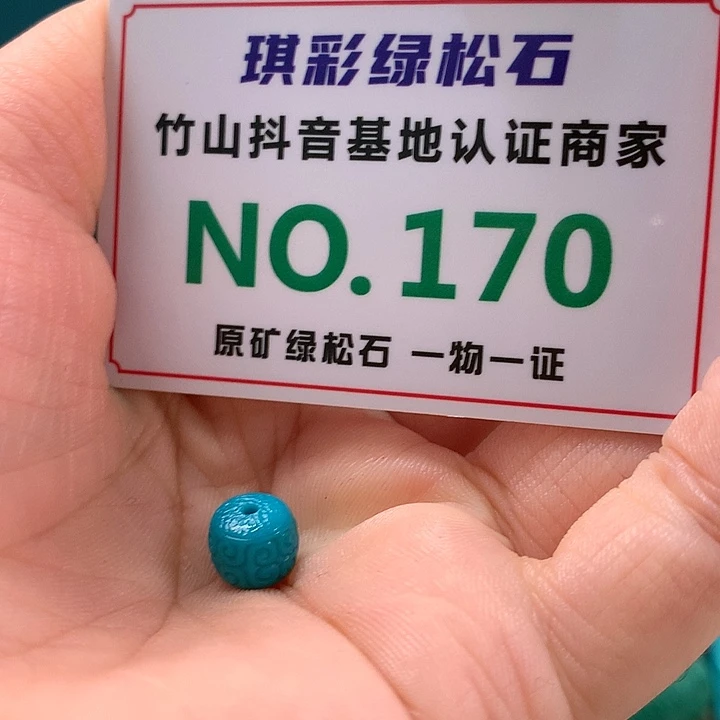 琪彩绿松石
竹山抖音基地认证商家
NO.170
原矿绿松石 一物一证